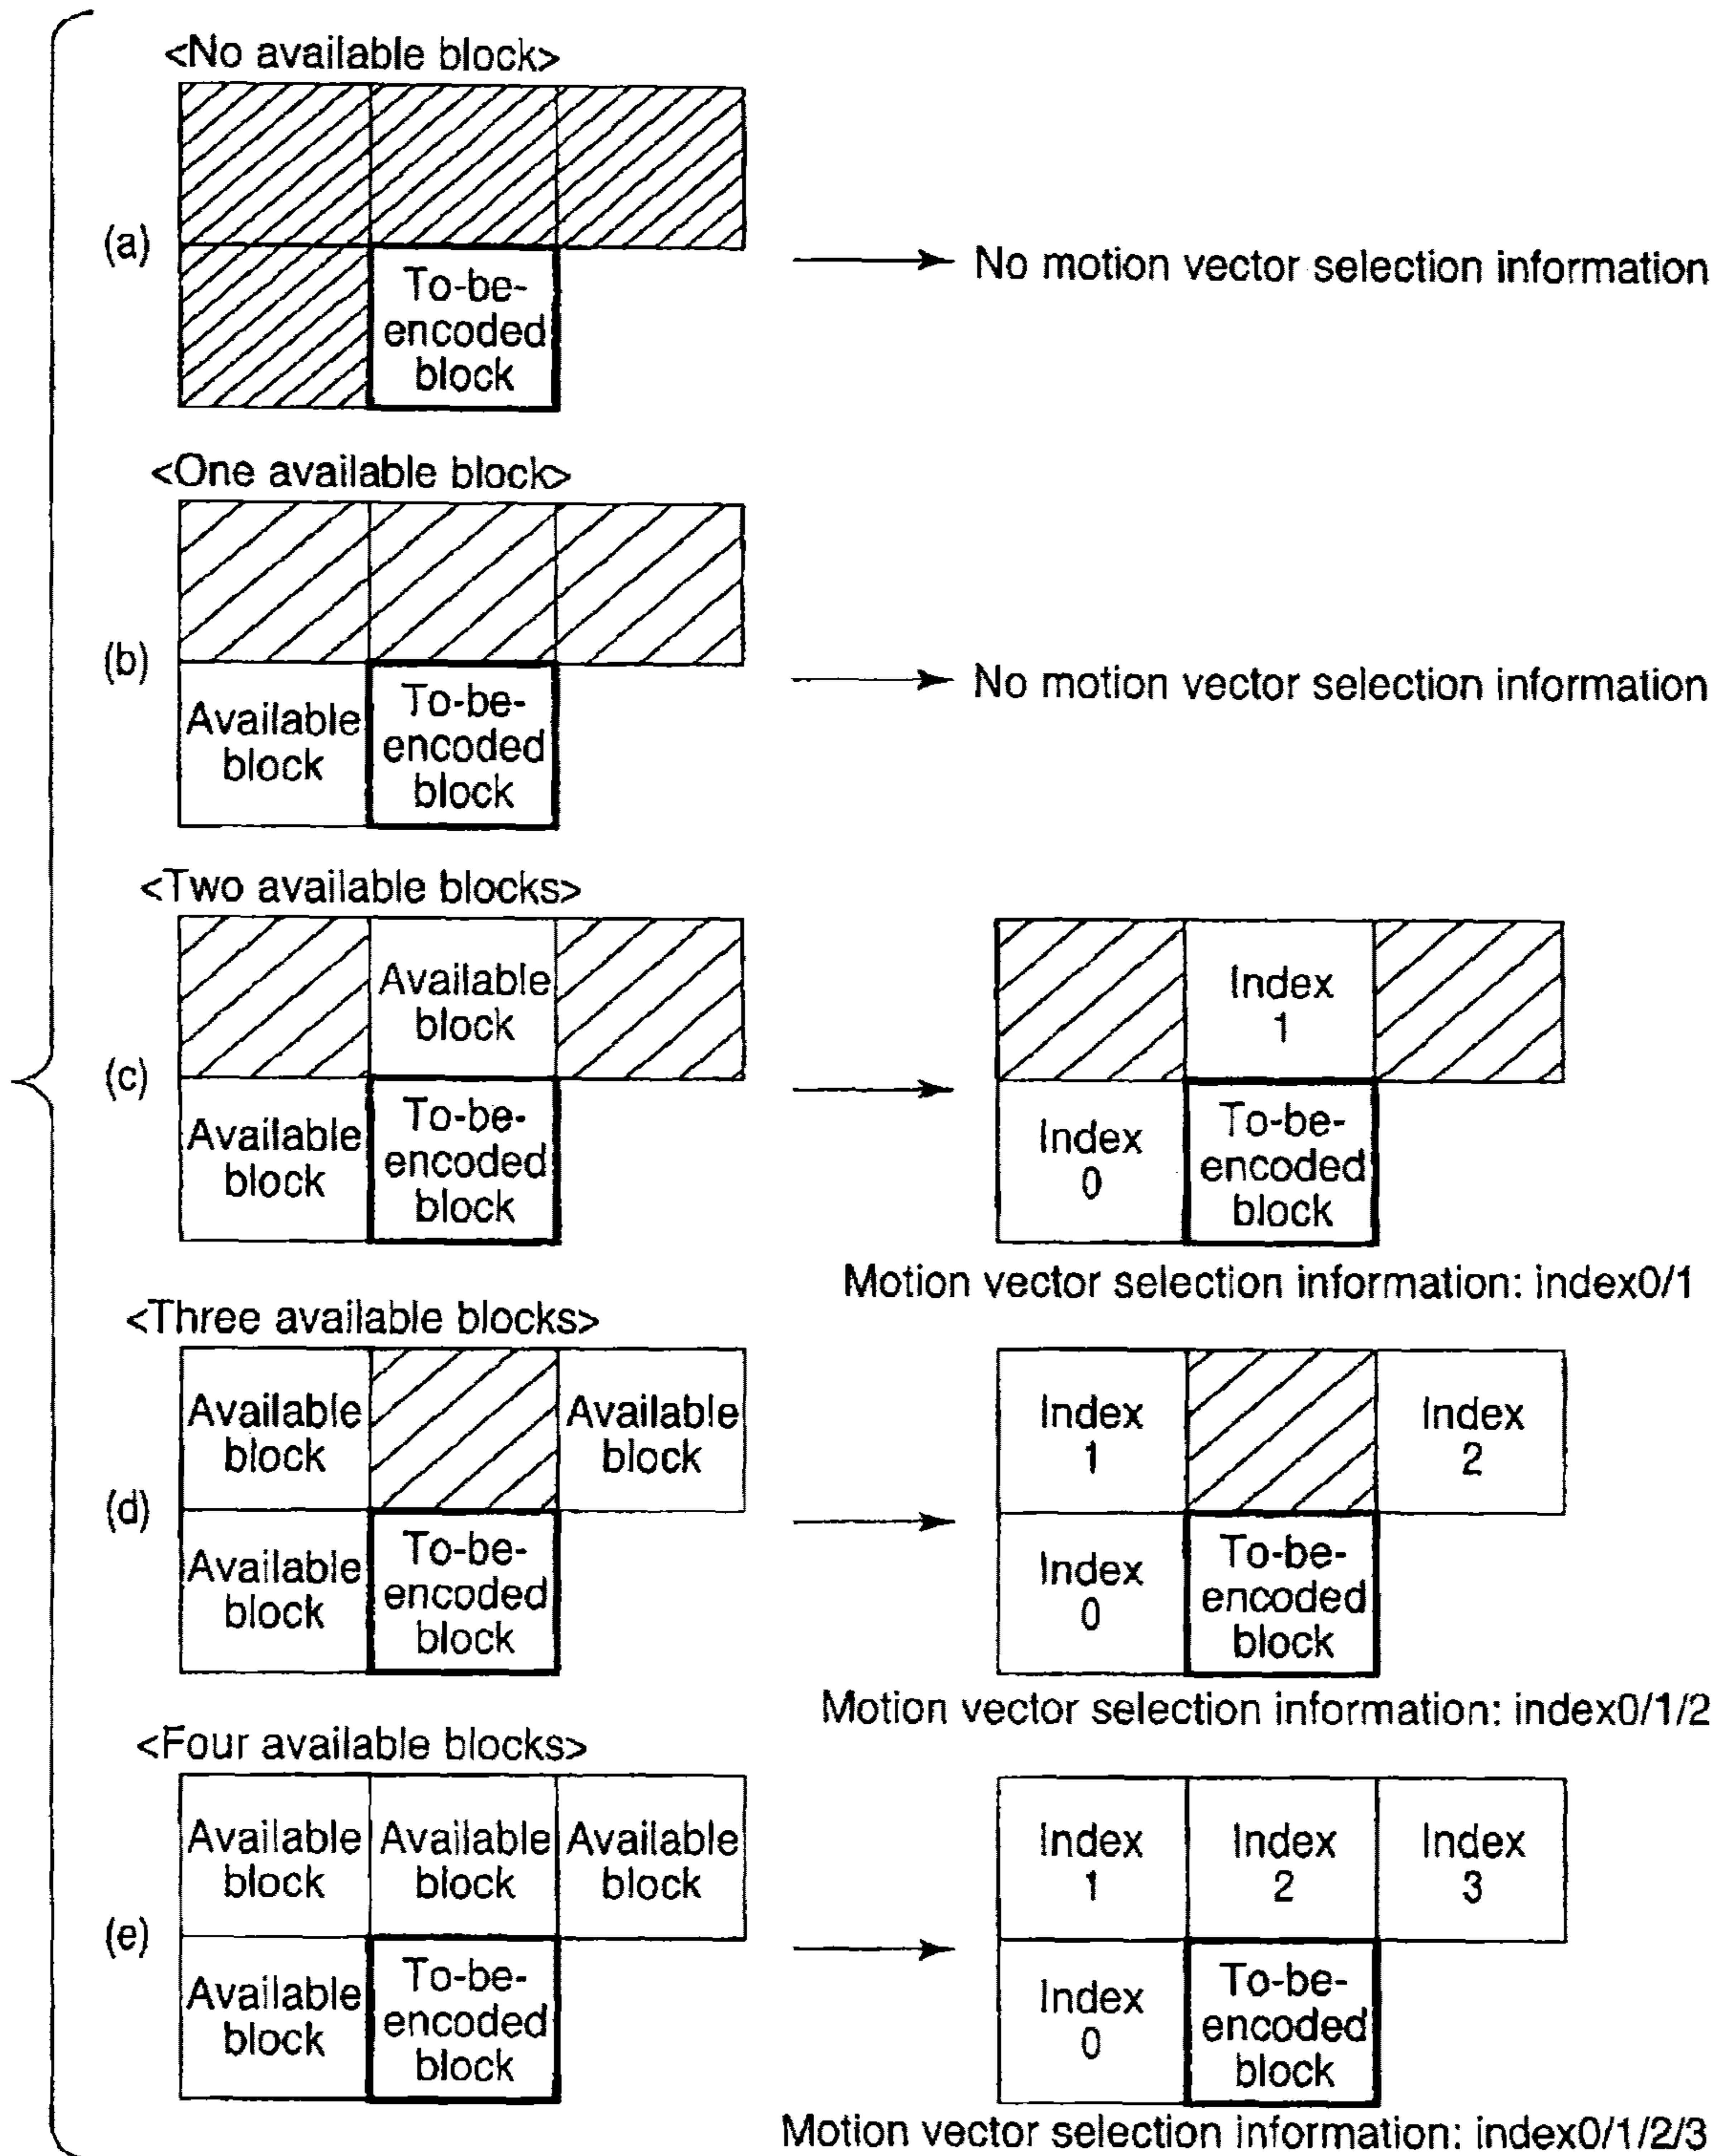 <No available block>
(a)
To-be-
encoded
block
No motion vector selection information
<One available block>
(b)
Available
block
To-be-
encoded
block
No motion vector selection information
<Two available blocks>
Available
block
(c)
Available
block
To-be-
encoded
block
Index
1
Index
0
To-be-
encoded
block
Motion vector selection information: index0/1
<Three available blocks>
Available
block
Available
block
(d)
Available
block
To-be-
encoded
block
Index
1
Index
2
Index
0
To-be-
encoded
block
Motion vector selection information: index0/1/2
<Four available blocks>
Available
block
Available
block
Available
block
(e)
Available
block
To-be-
encoded
block
Index
1
Index
2
Index
3
Index
0
To-be-
encoded
block
Motion vector selection information: index0/1/2/3